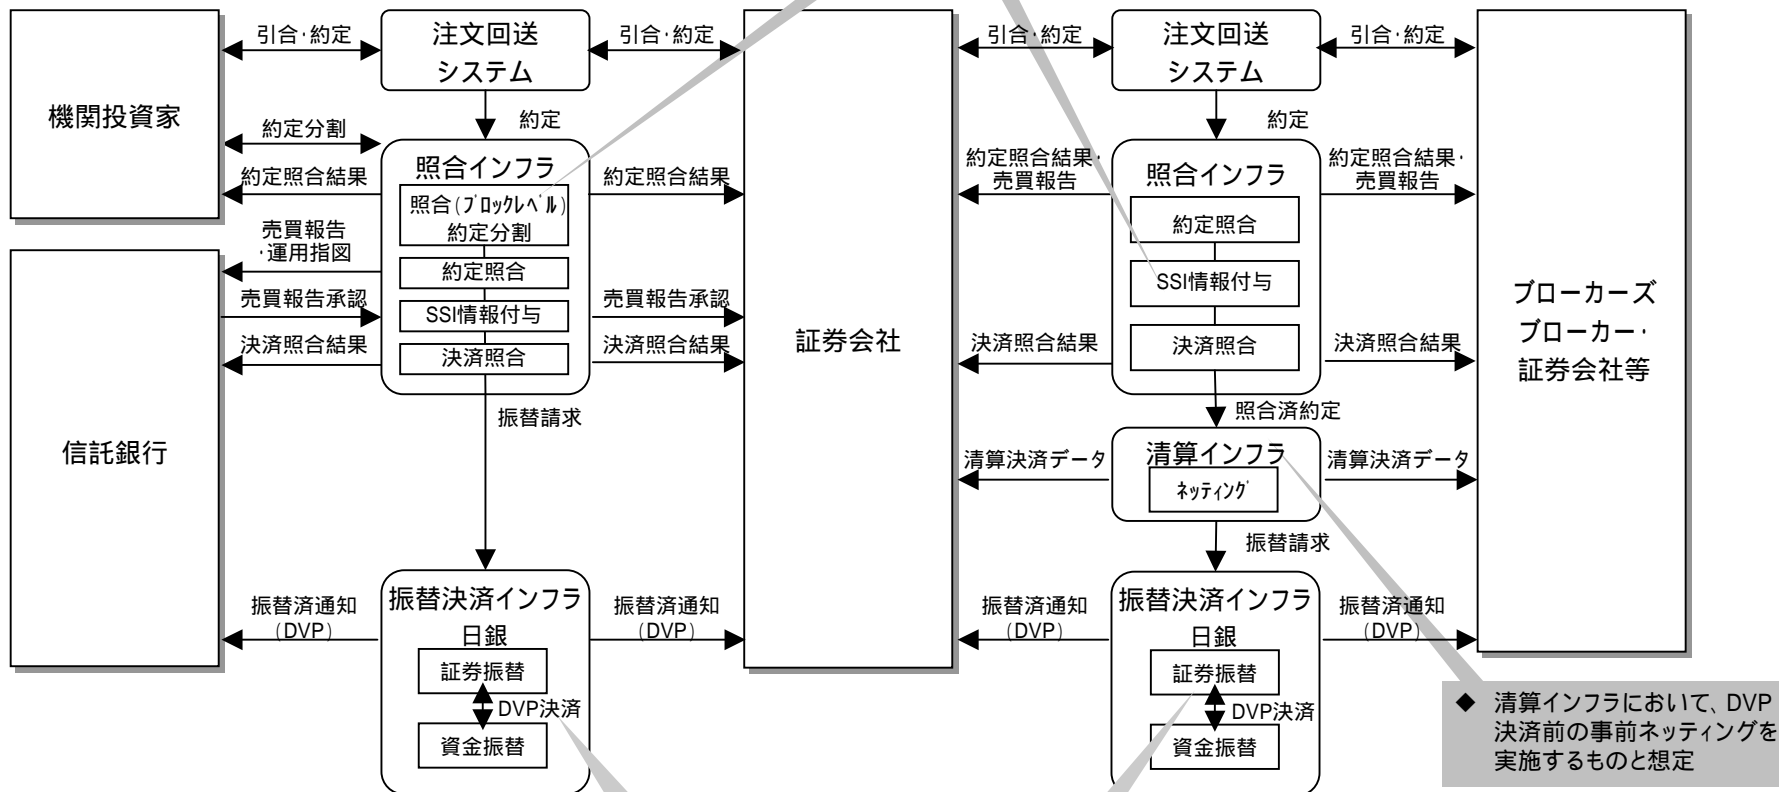 機関投資家
引合・約定
注文回送
システム
引合・約定
約定
約定分割
約定照合結果
照合インフラ
照合(ブロックレベル)
約定分割
約定照合
SSI情報付与
決済照合
約定照合結果
売買報告
・運用指図
売買報告承認
決済照合結果
売買報告承認
決済照合結果
信託銀行
振替請求
振替済通知
(DVP)
振替決済インフラ
日銀
証券振替
DVP決済
資金振替
振替済通知
(DVP)
証券会社
引合・約定
注文回送
システム
引合・約定
約定
約定照合結果・
売買報告
照合インフラ
約定照合
SSI情報付与
決済照合
約定照合結果・
売買報告
決済照合結果
決済照合結果
照合済約定
清算決済データ
清算インフラ
ネッティング
清算決済データ
振替請求
振替済通知
(DVP)
振替決済インフラ
日銀
証券振替
DVP決済
資金振替
振替済通知
(DVP)
ブローカーズ
ブローカー・
証券会社等
◆ 清算インフラにおいて、DVP
決済前の事前ネッティングを
実施するものと想定